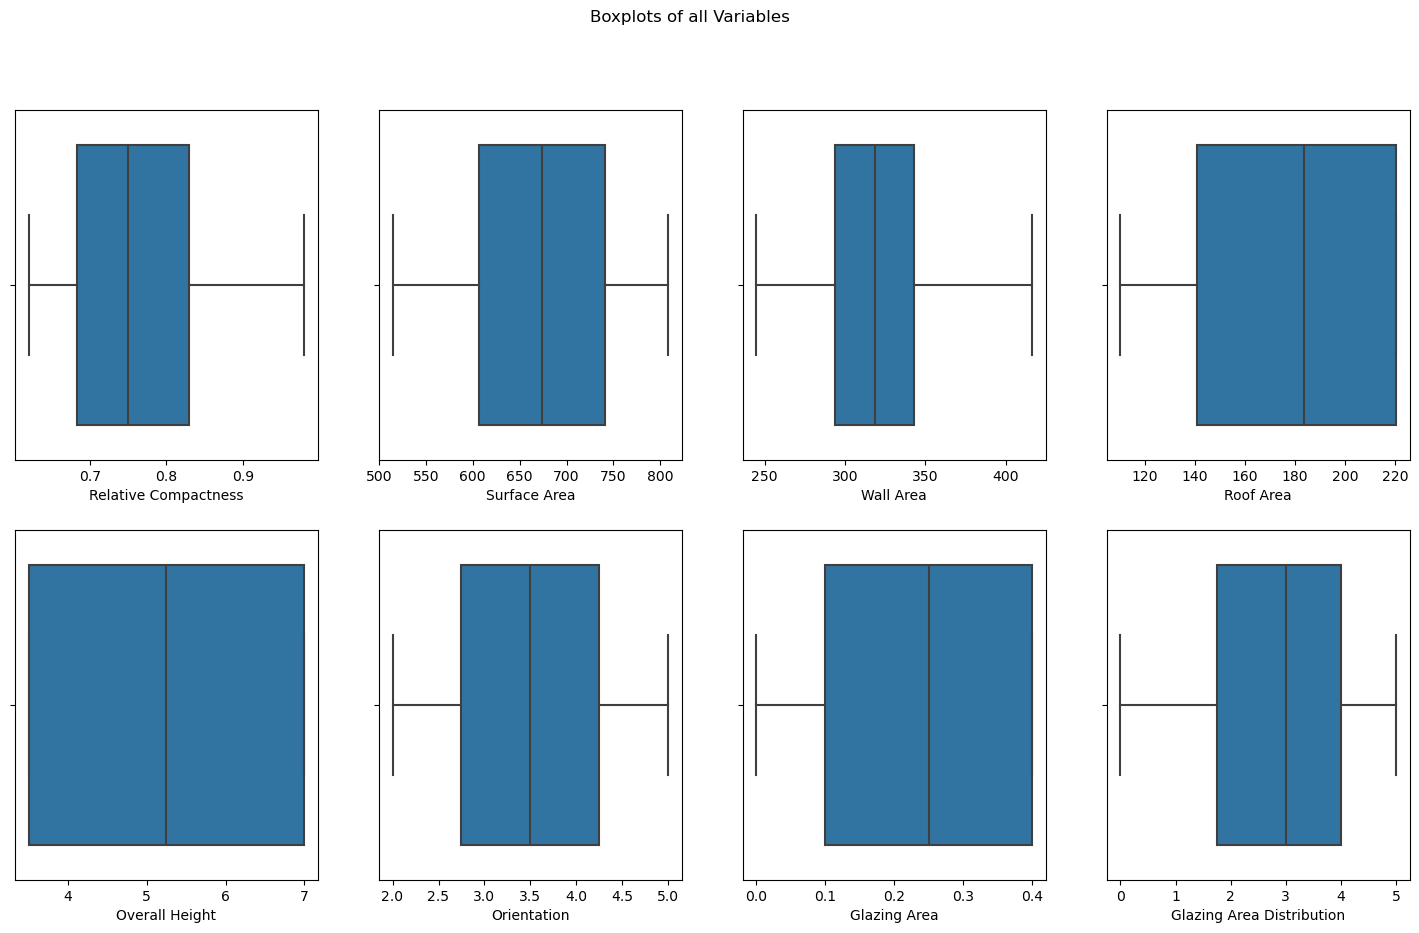 Boxplots of all Variables
0.7 0.8 0.9
Relative Compactness
500 550 600 650 700 750 800
Surface Area
250 300 350 400
Wall Area
120 140 160 180 200 220
Roof Area
4 5 6 7
Overall Height
2.0 2.5 3.0 3.5 4.0 4.5 5.0
Orientation
0.0 0.1 0.2 0.3 0.4
Glazing Area
0 1 2 3 4 5
Glazing Area Distribution